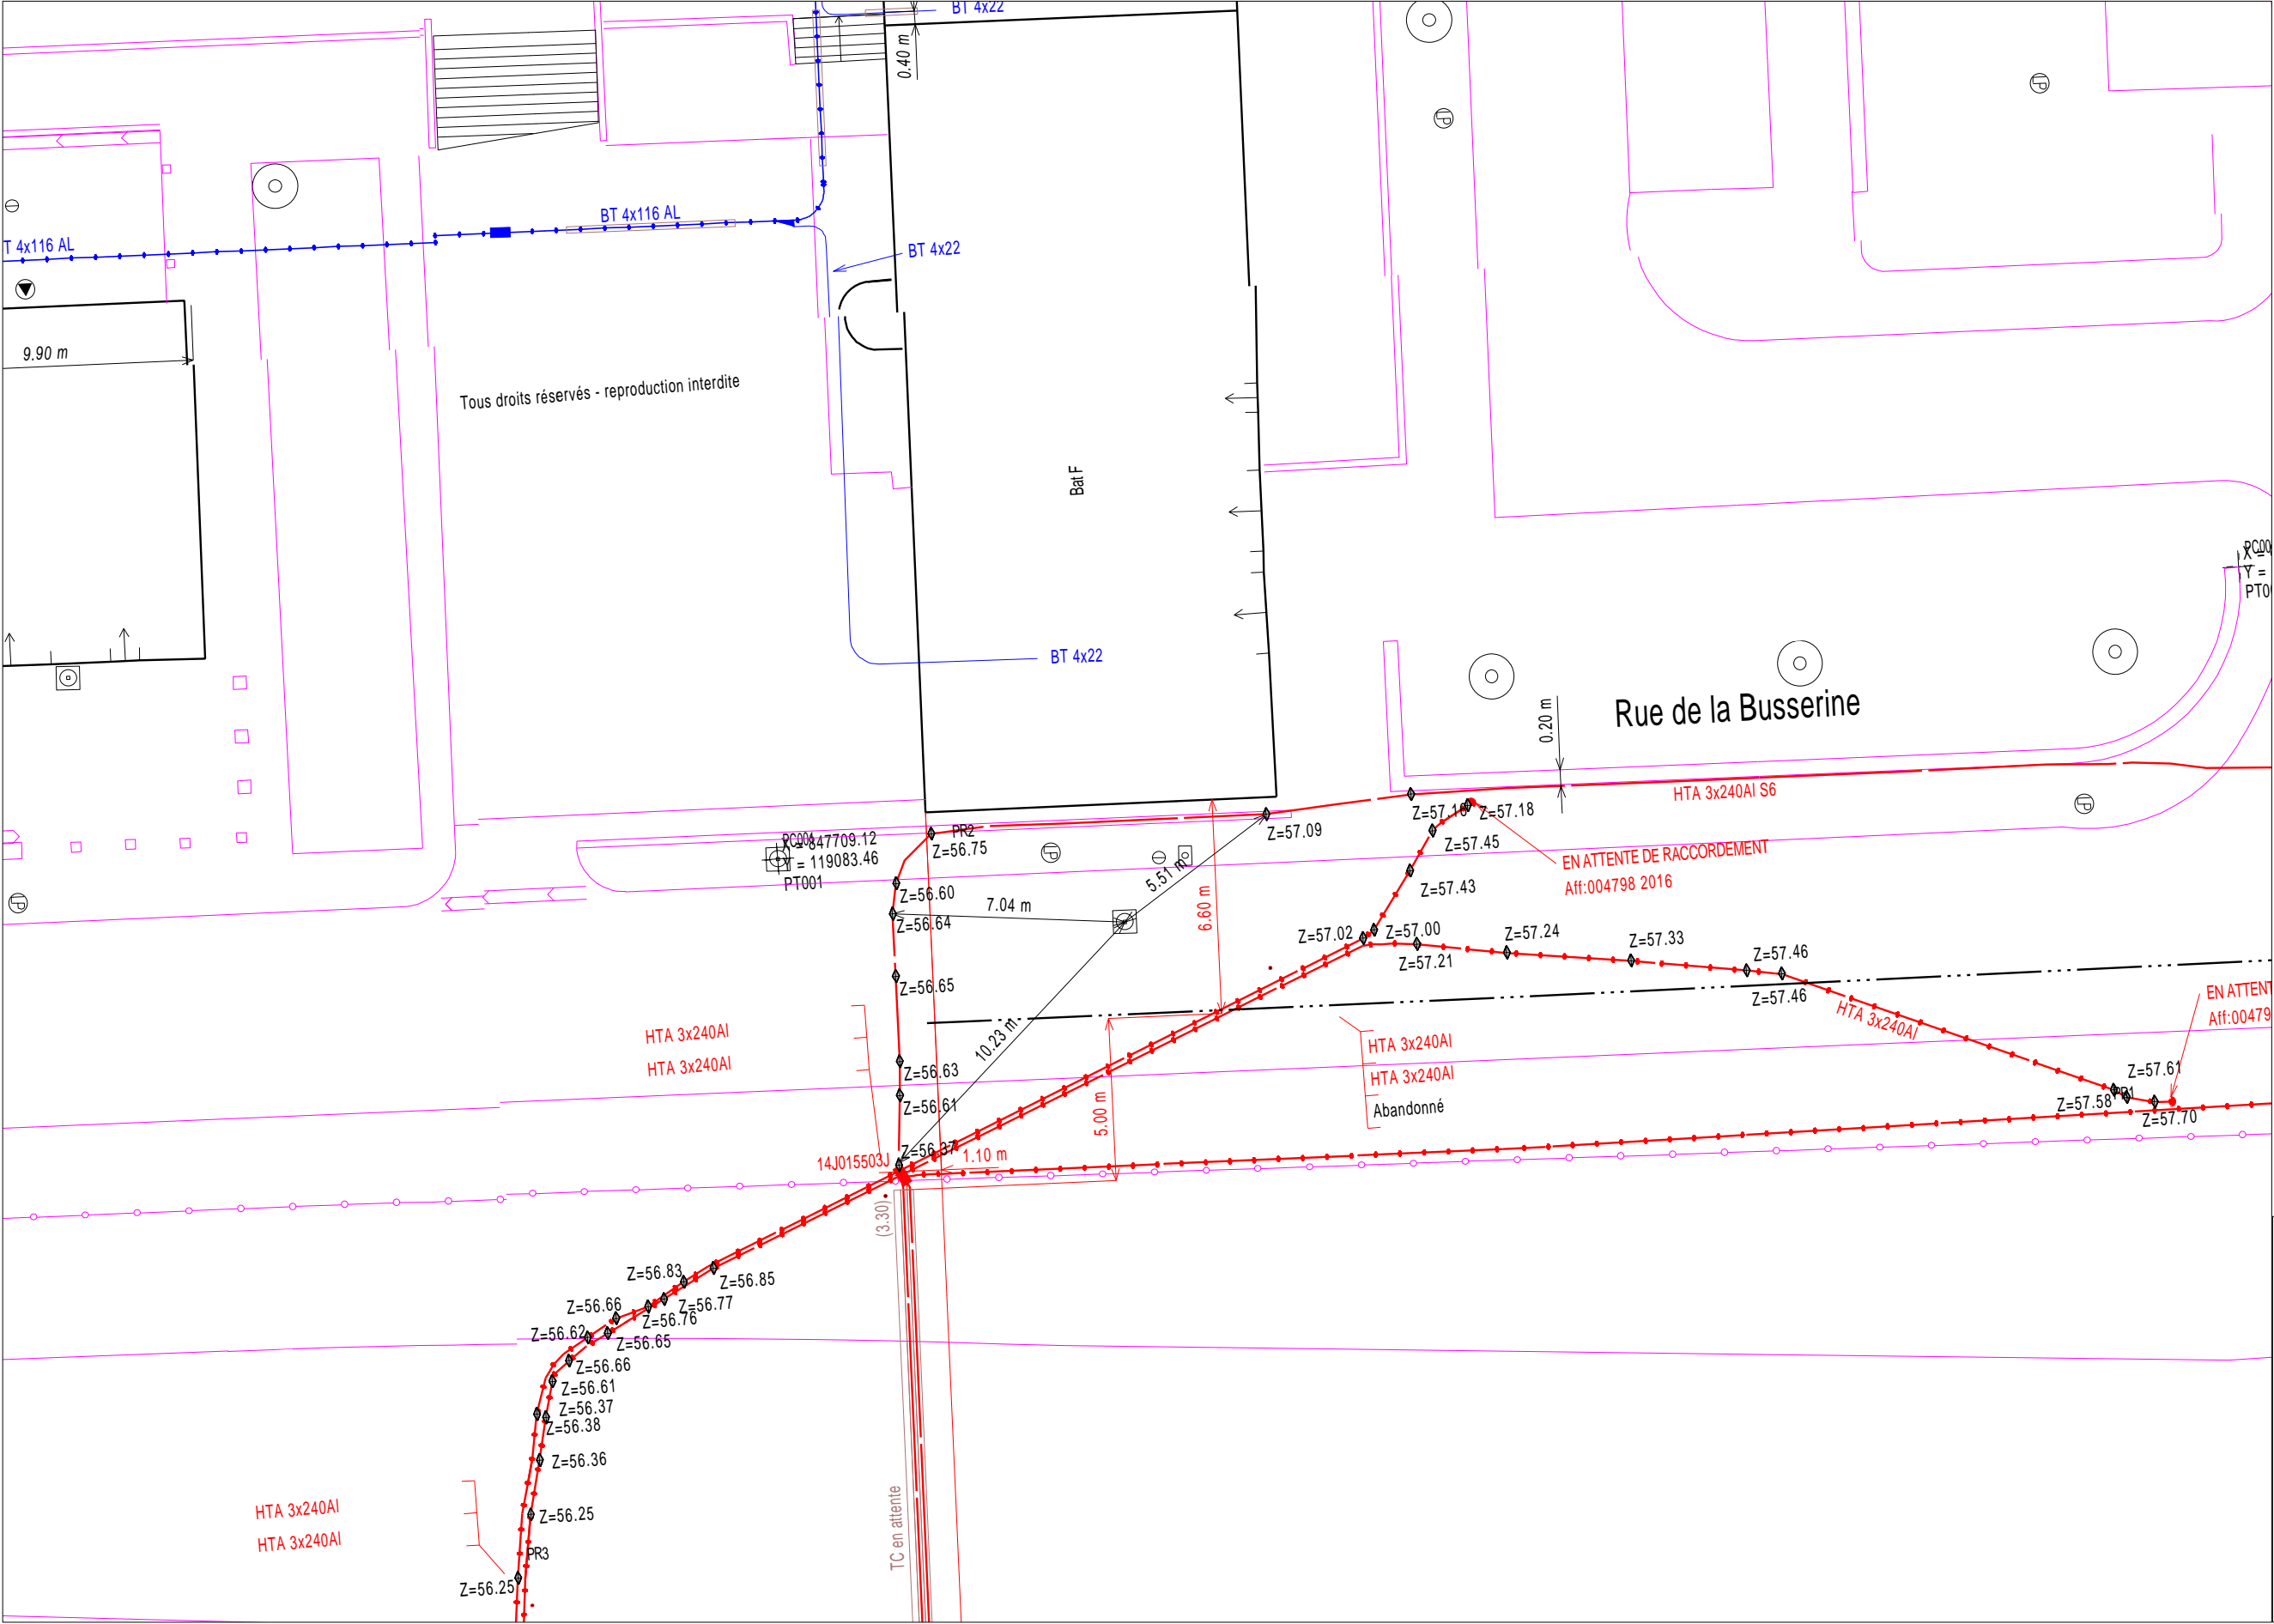 BT 4x22
0.40 m
BT 4x116 AL
T 4x116 AL
BT 4x22
9.90 m
Tous droits réservés - reproduction interdite
Bat F
BT 4x22
Rue de la Busserine
0.20 m
HTA 3x240Al S6
Y =
PR2
Z=56.75
= 119083.46
PT001
Z=57.09
Z=57.18
Z=57.45
EN ATTENTE DE RACCORDEMENT
Aff:004798 2016
Z=57.43
Z=56.60
Z=56.64
7.04 m
5.51 m
6.60 m
Z=57.02
Z=57.00
Z=57.21
Z=57.24
Z=57.33
Z=57.46
Z=57.46
HTA 3x240Al
Z=56.65
EN ATTENT
Aff:00479
10.23 m
HTA 3x240Al
HTA 3x240Al
HTA 3x240Al
HTA 3x240Al
Abandonné
Z=56.63
Z=56.61
5.00 m
Z=57.61
Z=57.58
PR1
Z=57.70
14J015503J
Z=56.37
1.10 m
(3.30)
Z=56.83
Z=56.85
Z=56.66
Z=56.77
Z=56.76
Z=56.62
Z=56.65
Z=56.66
Z=56.61
Z=56.37
Z=56.38
Z=56.36
HTA 3x240Al
HTA 3x240Al
Z=56.25
PR3
Z=56.25
TC en attente